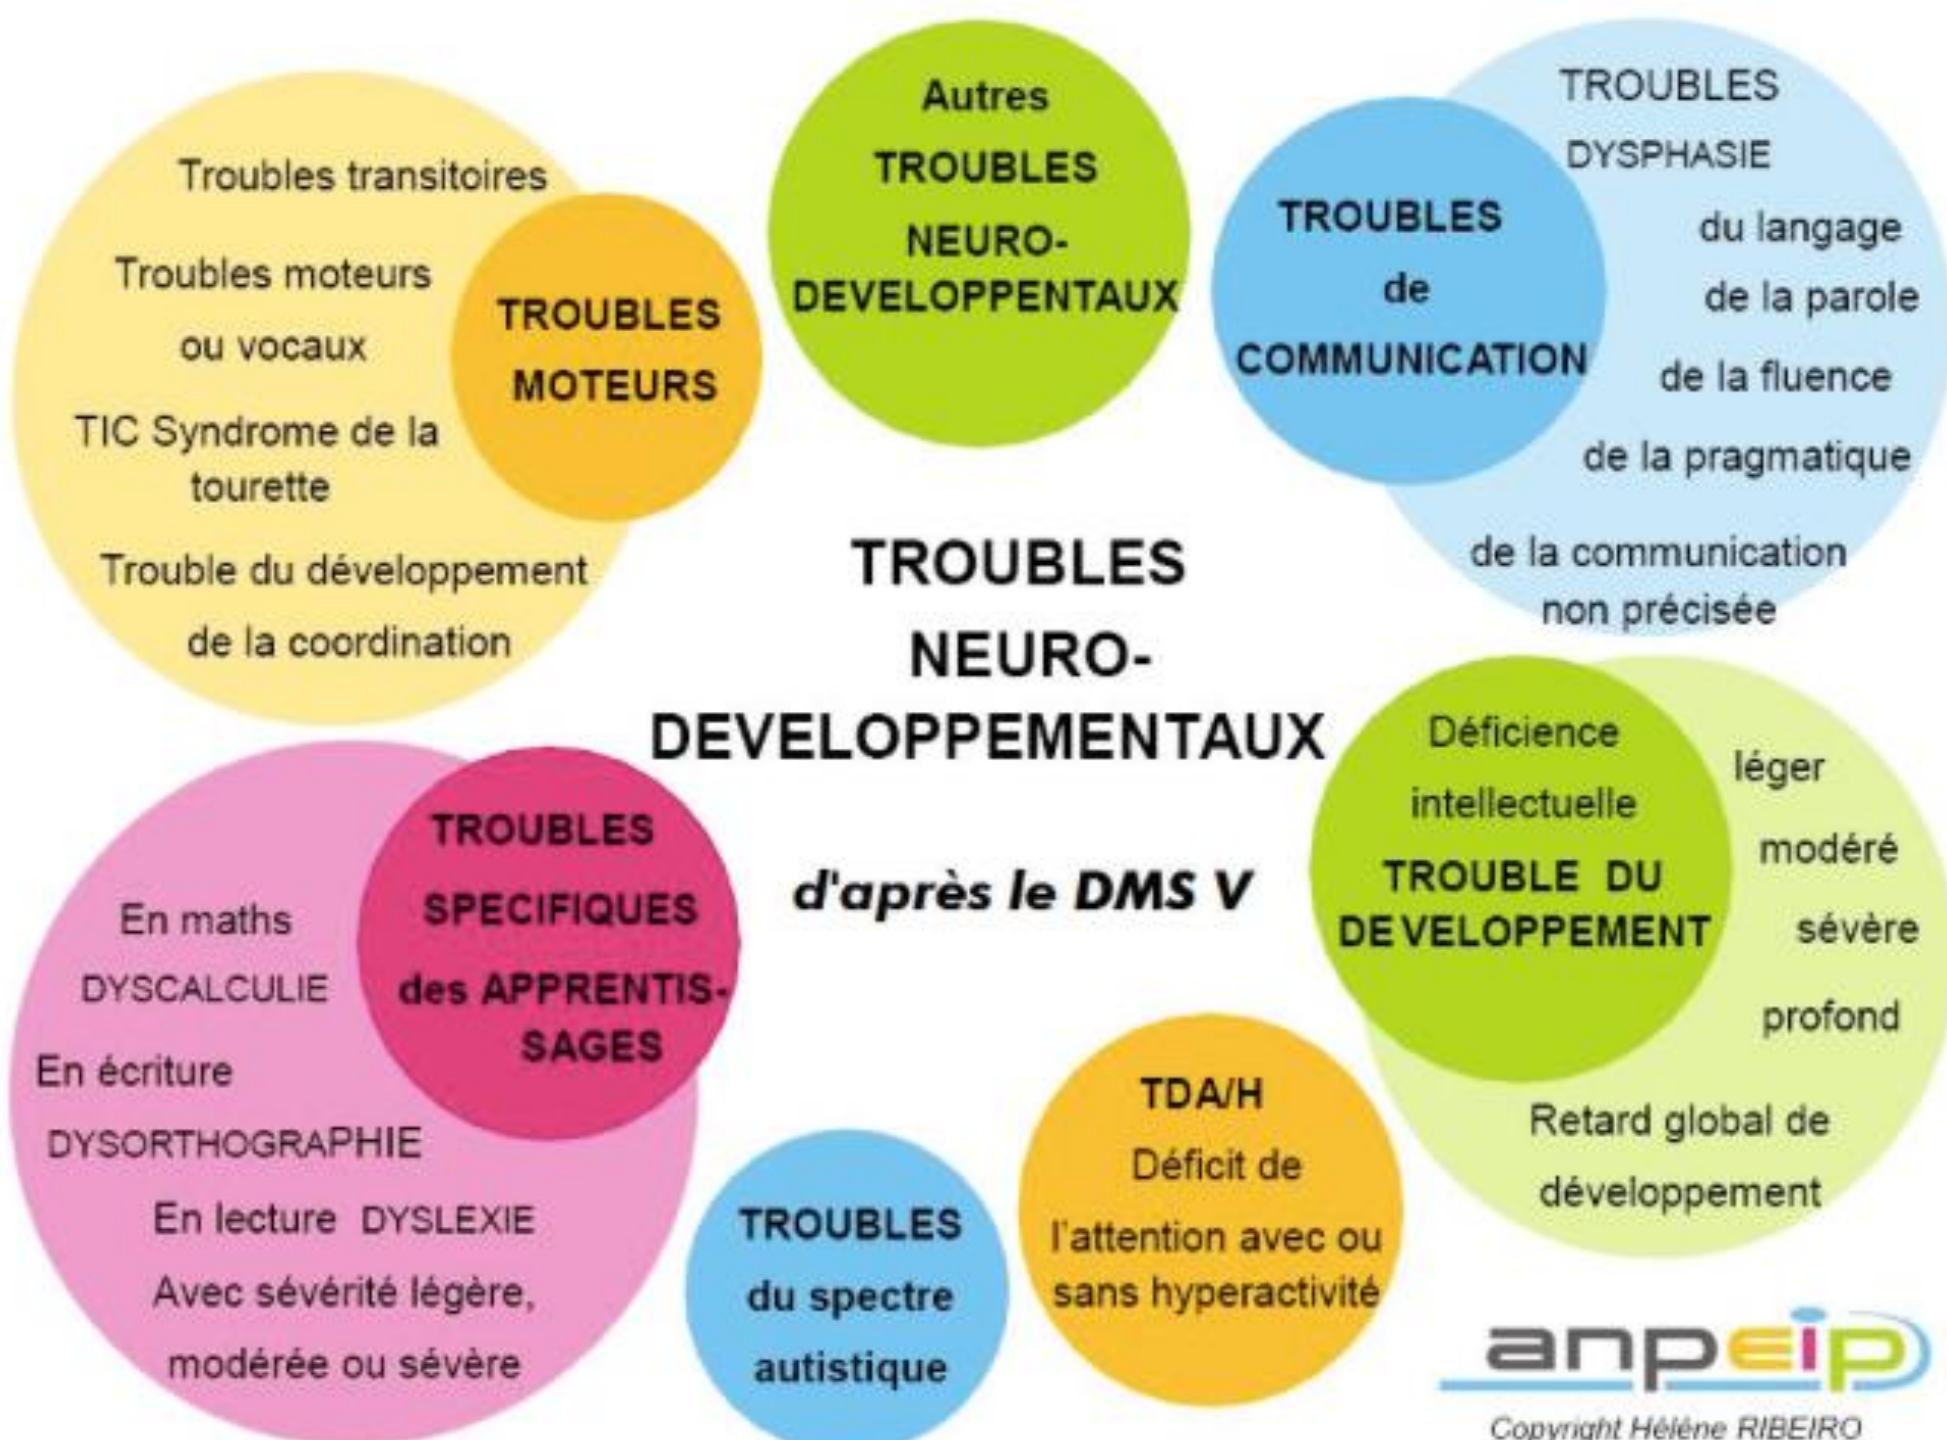 Autres
TROUBLES
NEURO-
DEVELOPPENTAUX
Troubles transitoires
Troubles moteurs
ou vocaux
TIC Syndrome de la
tourette
Trouble du développement
de la coordination
TROUBLES
MOTEURS
TROUBLES
de
COMMUNICATION
TROUBLES
DYSPHASIE
du langage
de la parole
de la fluence
de la pragmatique
de la communication
non précisée
TROUBLES
NEURO-
DEVELOPPEMENTAUX
d'après le DMS V
TROUBLES
SPECIFIQUES
des APPRENTIS-
SAGES
En maths
DYSCALCULIE
En écriture
DYSORTHOGRAPHIE
En lecture DYSLEXIE
Avec sévérité légère,
modérée ou sévère
Déficience
intellectuelle
TROUBLE DU
DEVELOPPEMENT
léger
modéré
sévère
profond
Retard global de
développement
TDA/H
Déficit de
l'attention avec ou
sans hyperactivité
TROUBLES
du spectre
autistique
anpeip
Copyright Hélène RIBEIRO